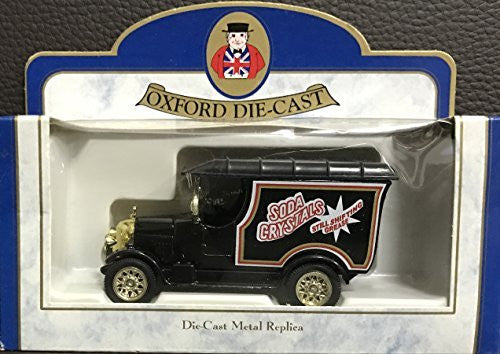 OXFORD DIE-CAST
SODA
CRYSTALS
STILL SHIFTING
GREASE
Die-Cast Metal Replica